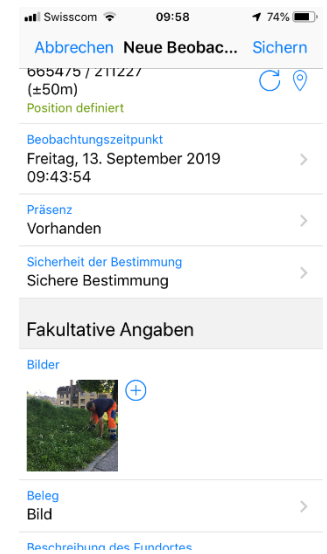 Swisscom 09:58 74%
Abbrechen Neue Beobac... Sichern
665475 / 211227
(±50m)
Position definiert
Beobachtungszeitpunkt
Freitag, 13. September 2019
09:43:54
Präsenz
Vorhanden
Sicherheit der Bestimmung
Sichere Bestimmung
Fakultative Angaben
Bilder
Beleg
Bild
Beschreibung des Fundortes